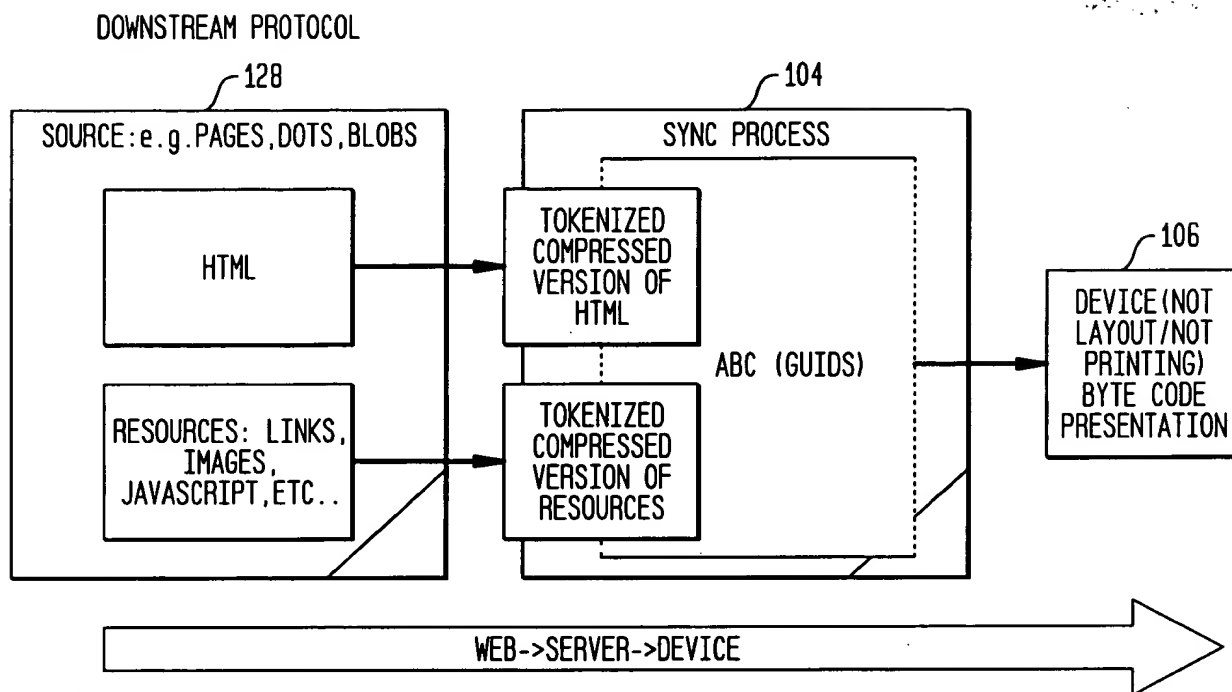 DOWNSTREAM PROTOCOL
128
SOURCE:e.g.PAGES,DOTS,BLOBS
HTML
RESOURCES: LINKS,
IMAGES,
JAVASCRIPT,ETC..
104
SYNC PROCESS
TOKENIZED
COMPRESSED
VERSION OF
HTML
ABC (GUIDS)
TOKENIZED
COMPRESSED
VERSION OF
RESOURCES
106
DEVICE(NOT
LAYOUT/NOT
PRINTING)
BYTE CODE
PRESENTATION
WEB->SERVER->DEVICE